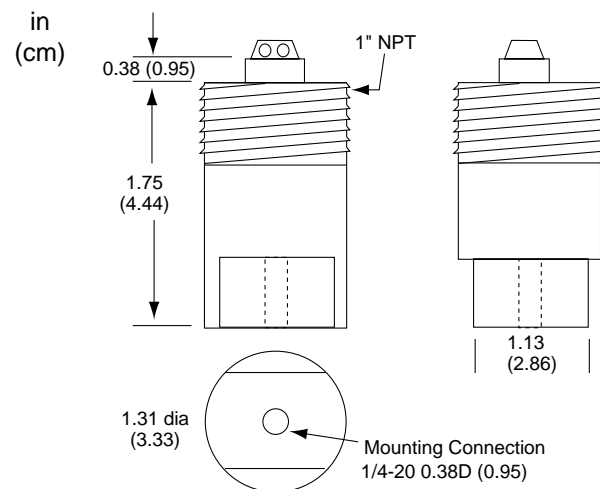 in
(cm)
0.38 (0.95)
1" NPT
1.75
(4.44)
1.13
(2.86)
1.31 dia
(3.33)
Mounting Connection
1/4-20 0.38D (0.95)